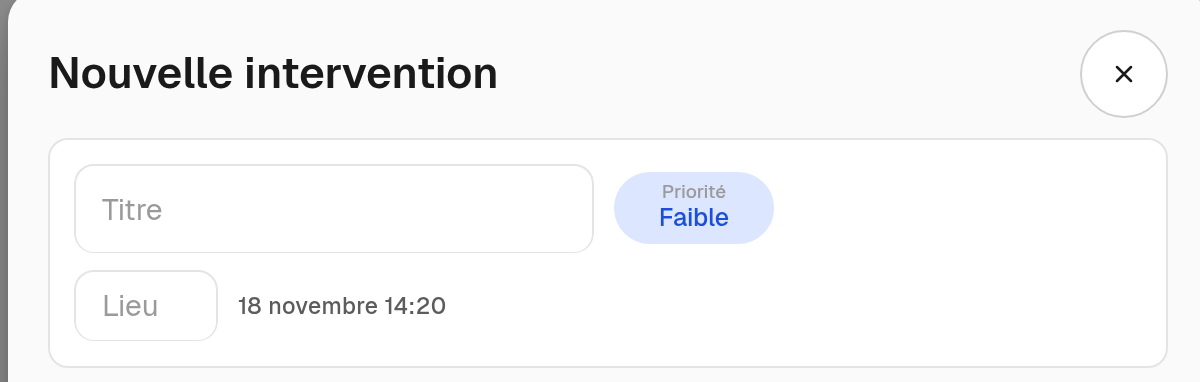 Nouvelle intervention
Titre
Priorité
Faible
Lieu
18 novembre 14:20